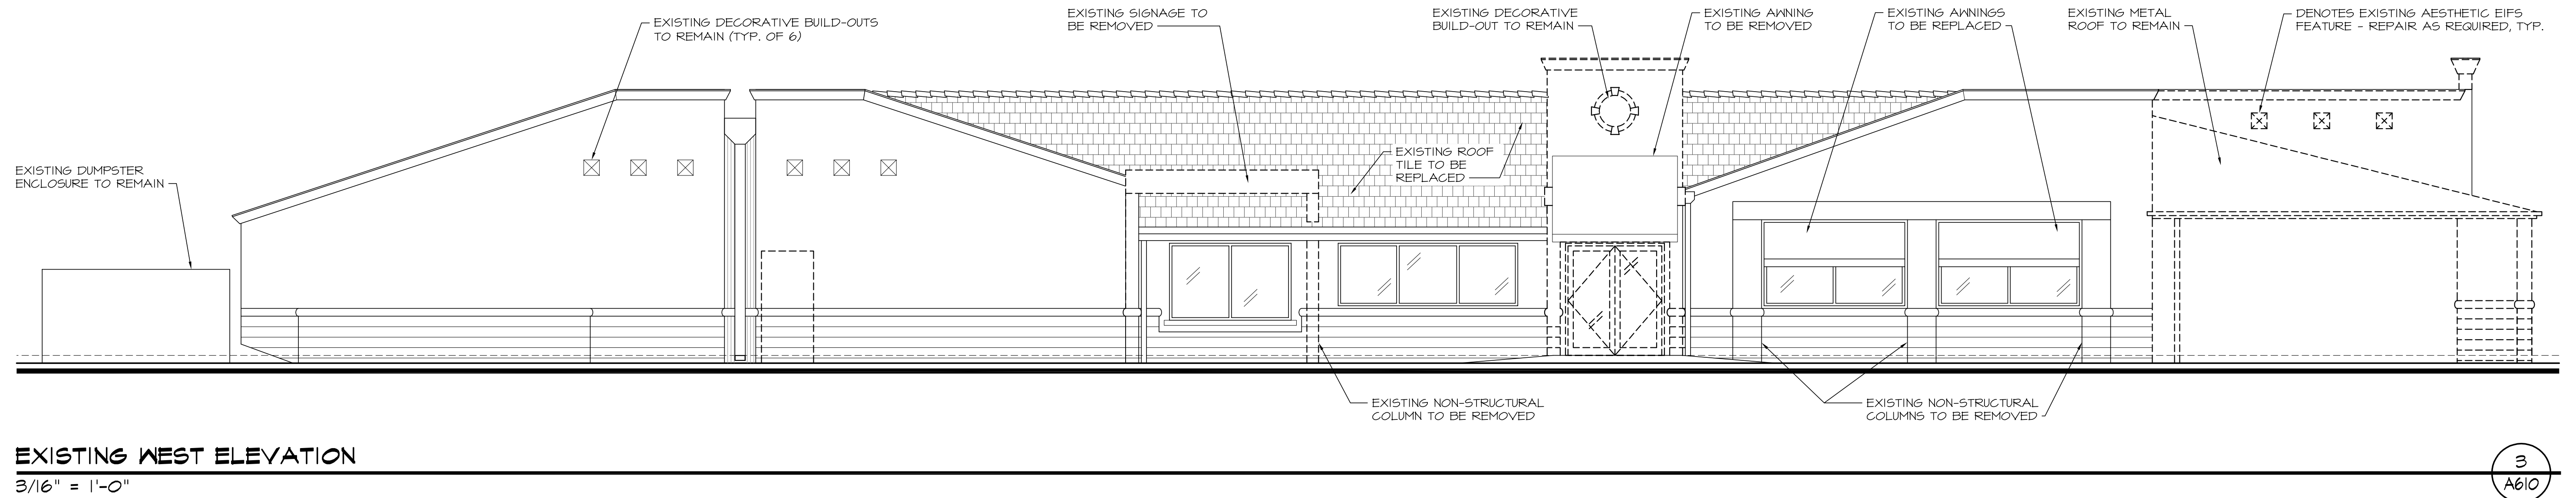 EXISTING DECORATIVE BUILD-OUTS
TO REMAIN (TYP. OF 6)
EXISTING SIGNAGE TO
BE REMOVED
EXISTING DECORATIVE
BUILD-OUT TO REMAIN
EXISTING AWNING
TO BE REMOVED
EXISTING AWNINGS
TO BE REPLACED
EXISTING METAL
ROOF TO REMAIN
DENOTES EXISTING AESTHETIC EIFS
FEATURE - REPAIR AS REQUIRED, TYP.
EXISTING DUMPSTER
ENCLOSURE TO REMAIN
EXISTING ROOF
TILE TO BE
REPLACED
EXISTING NON-STRUCTURAL
COLUMN TO BE REMOVED
EXISTING NON-STRUCTURAL
COLUMNS TO BE REMOVED
EXISTING WEST ELEVATION
3/16" = 1'-0"
3
A610